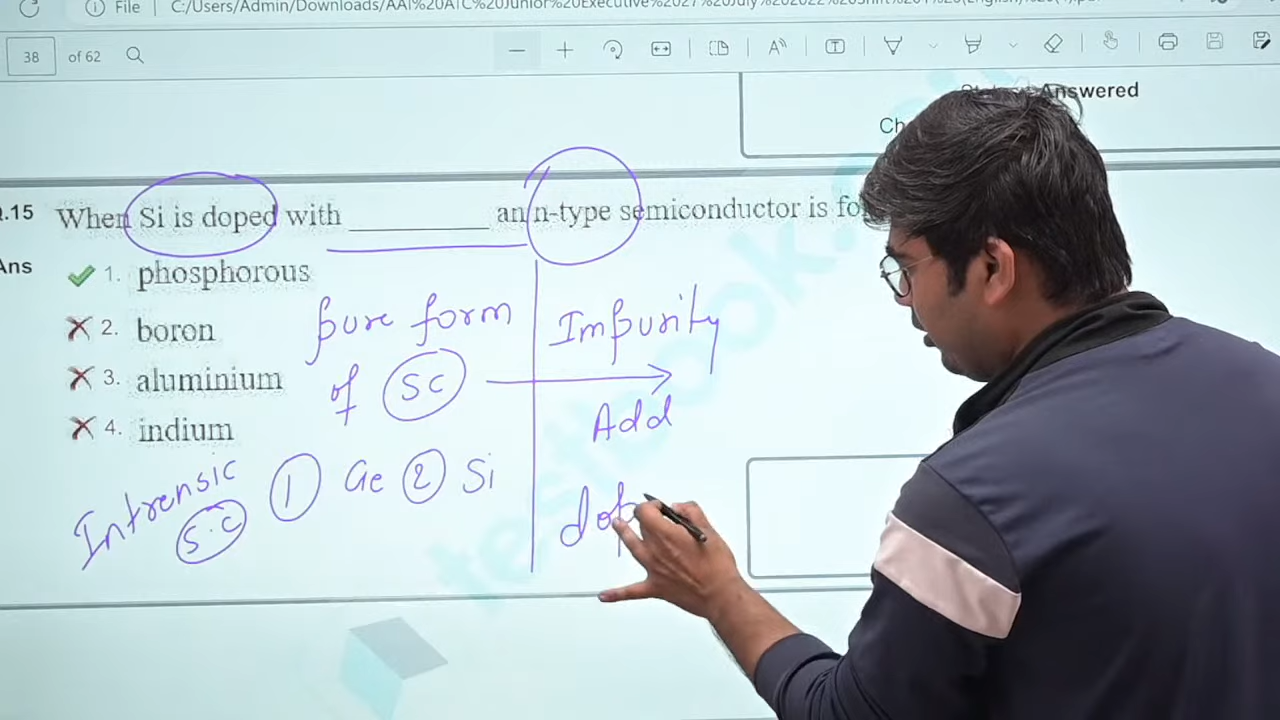 File C:/Users/Admin/Downloads/AAI%20ATC%20Junior%20Executive%2027%20July%202022%20Shift%201%20(English)%20
38 of 62
Answered
Ch
.15 When Si is doped with ________ an n-type semiconductor is fo
Ans
1. phosphorous
2. boron
3. aluminium
4. indium
pure form
of SC
Impurity
Add
Intrensic
S.C
1 Ge 2 Si
dop
testbook.c